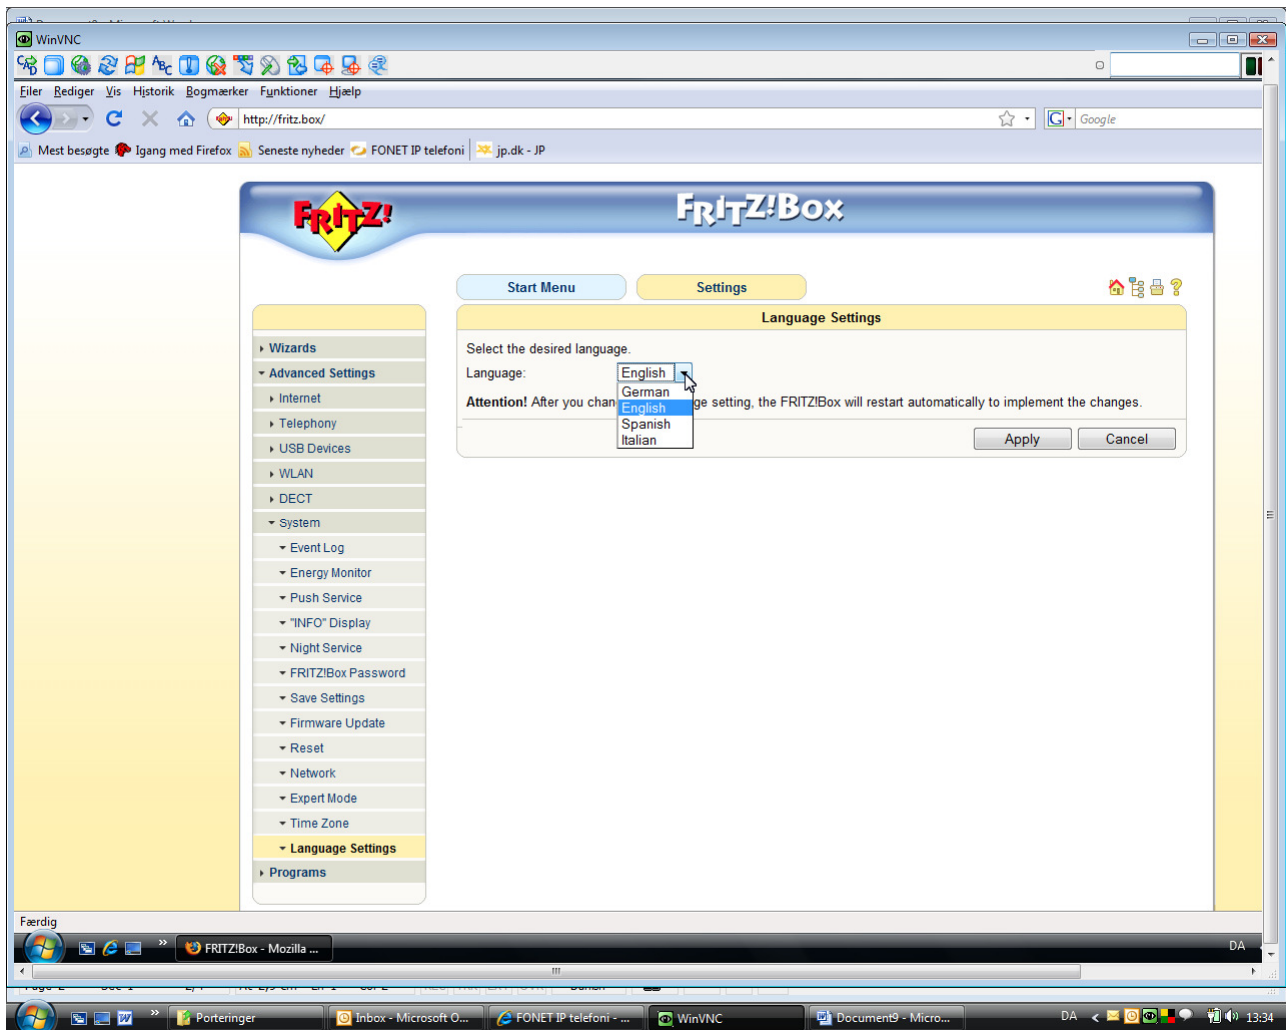 WinVNC
Filer Rediger Vis Historik Bogmærker Funktioner Hjælp
http://fritz.box/
Google
Mest besøgte Igang med Firefox Seneste nyheder FONET IP telefoni jp.dk - JP
FRITZ!
FRITZ!Box
Start Menu Settings
Language Settings
Wizards
Advanced Settings
Internet
Telephony
USB Devices
WLAN
DECT
System
Event Log
Energy Monitor
Push Service
"INFO" Display
Night Service
FRITZ!Box Password
Save Settings
Firmware Update
Reset
Network
Expert Mode
Time Zone
Language Settings
Programs
Select the desired language.
Language: English
German
English
Spanish
Italian
Attention! After you chan ge setting, the FRITZ!Box will restart automatically to implement the changes.
Apply Cancel
Færdig
FRITZ!Box - Mozilla ...
DA
Porteringer Inbox - Microsoft O... FONET IP telefoni - ... WinVNC Document9 - Micro... DA 13:34